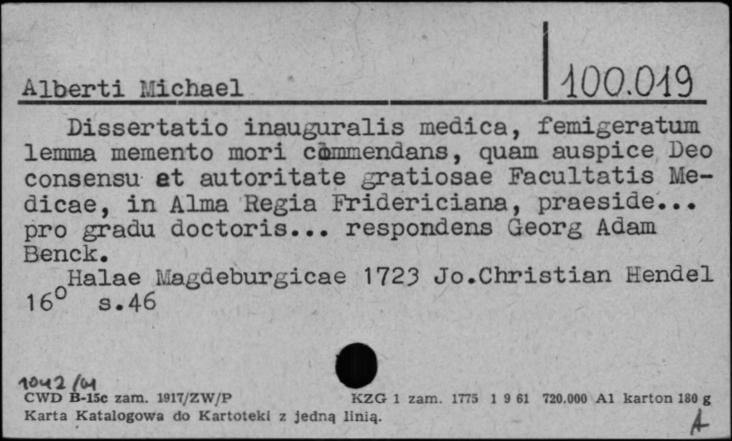 Alberti Michael
100.019
Dissertatio inauguralis medica, femigeratum
lemma memento mori commendans, quam auspice Deo
consensu et autoritate gratiosae Facultatis Me-
dicae, in Alma Regia Fridericiana, praeside...
pro gradu doctoris... respondens Georg Adam
Benck.
Halae Magdeburgicae 1723 Jo.Christian Hendel
16⁰ s.46
CWD B-15c zam. 1917/ZW/P KZG 1 zam. 1775 1 9 61 720.000 A1 karton 180 g
Karta Katalogowa do Kartoteki z jedną linią.
A